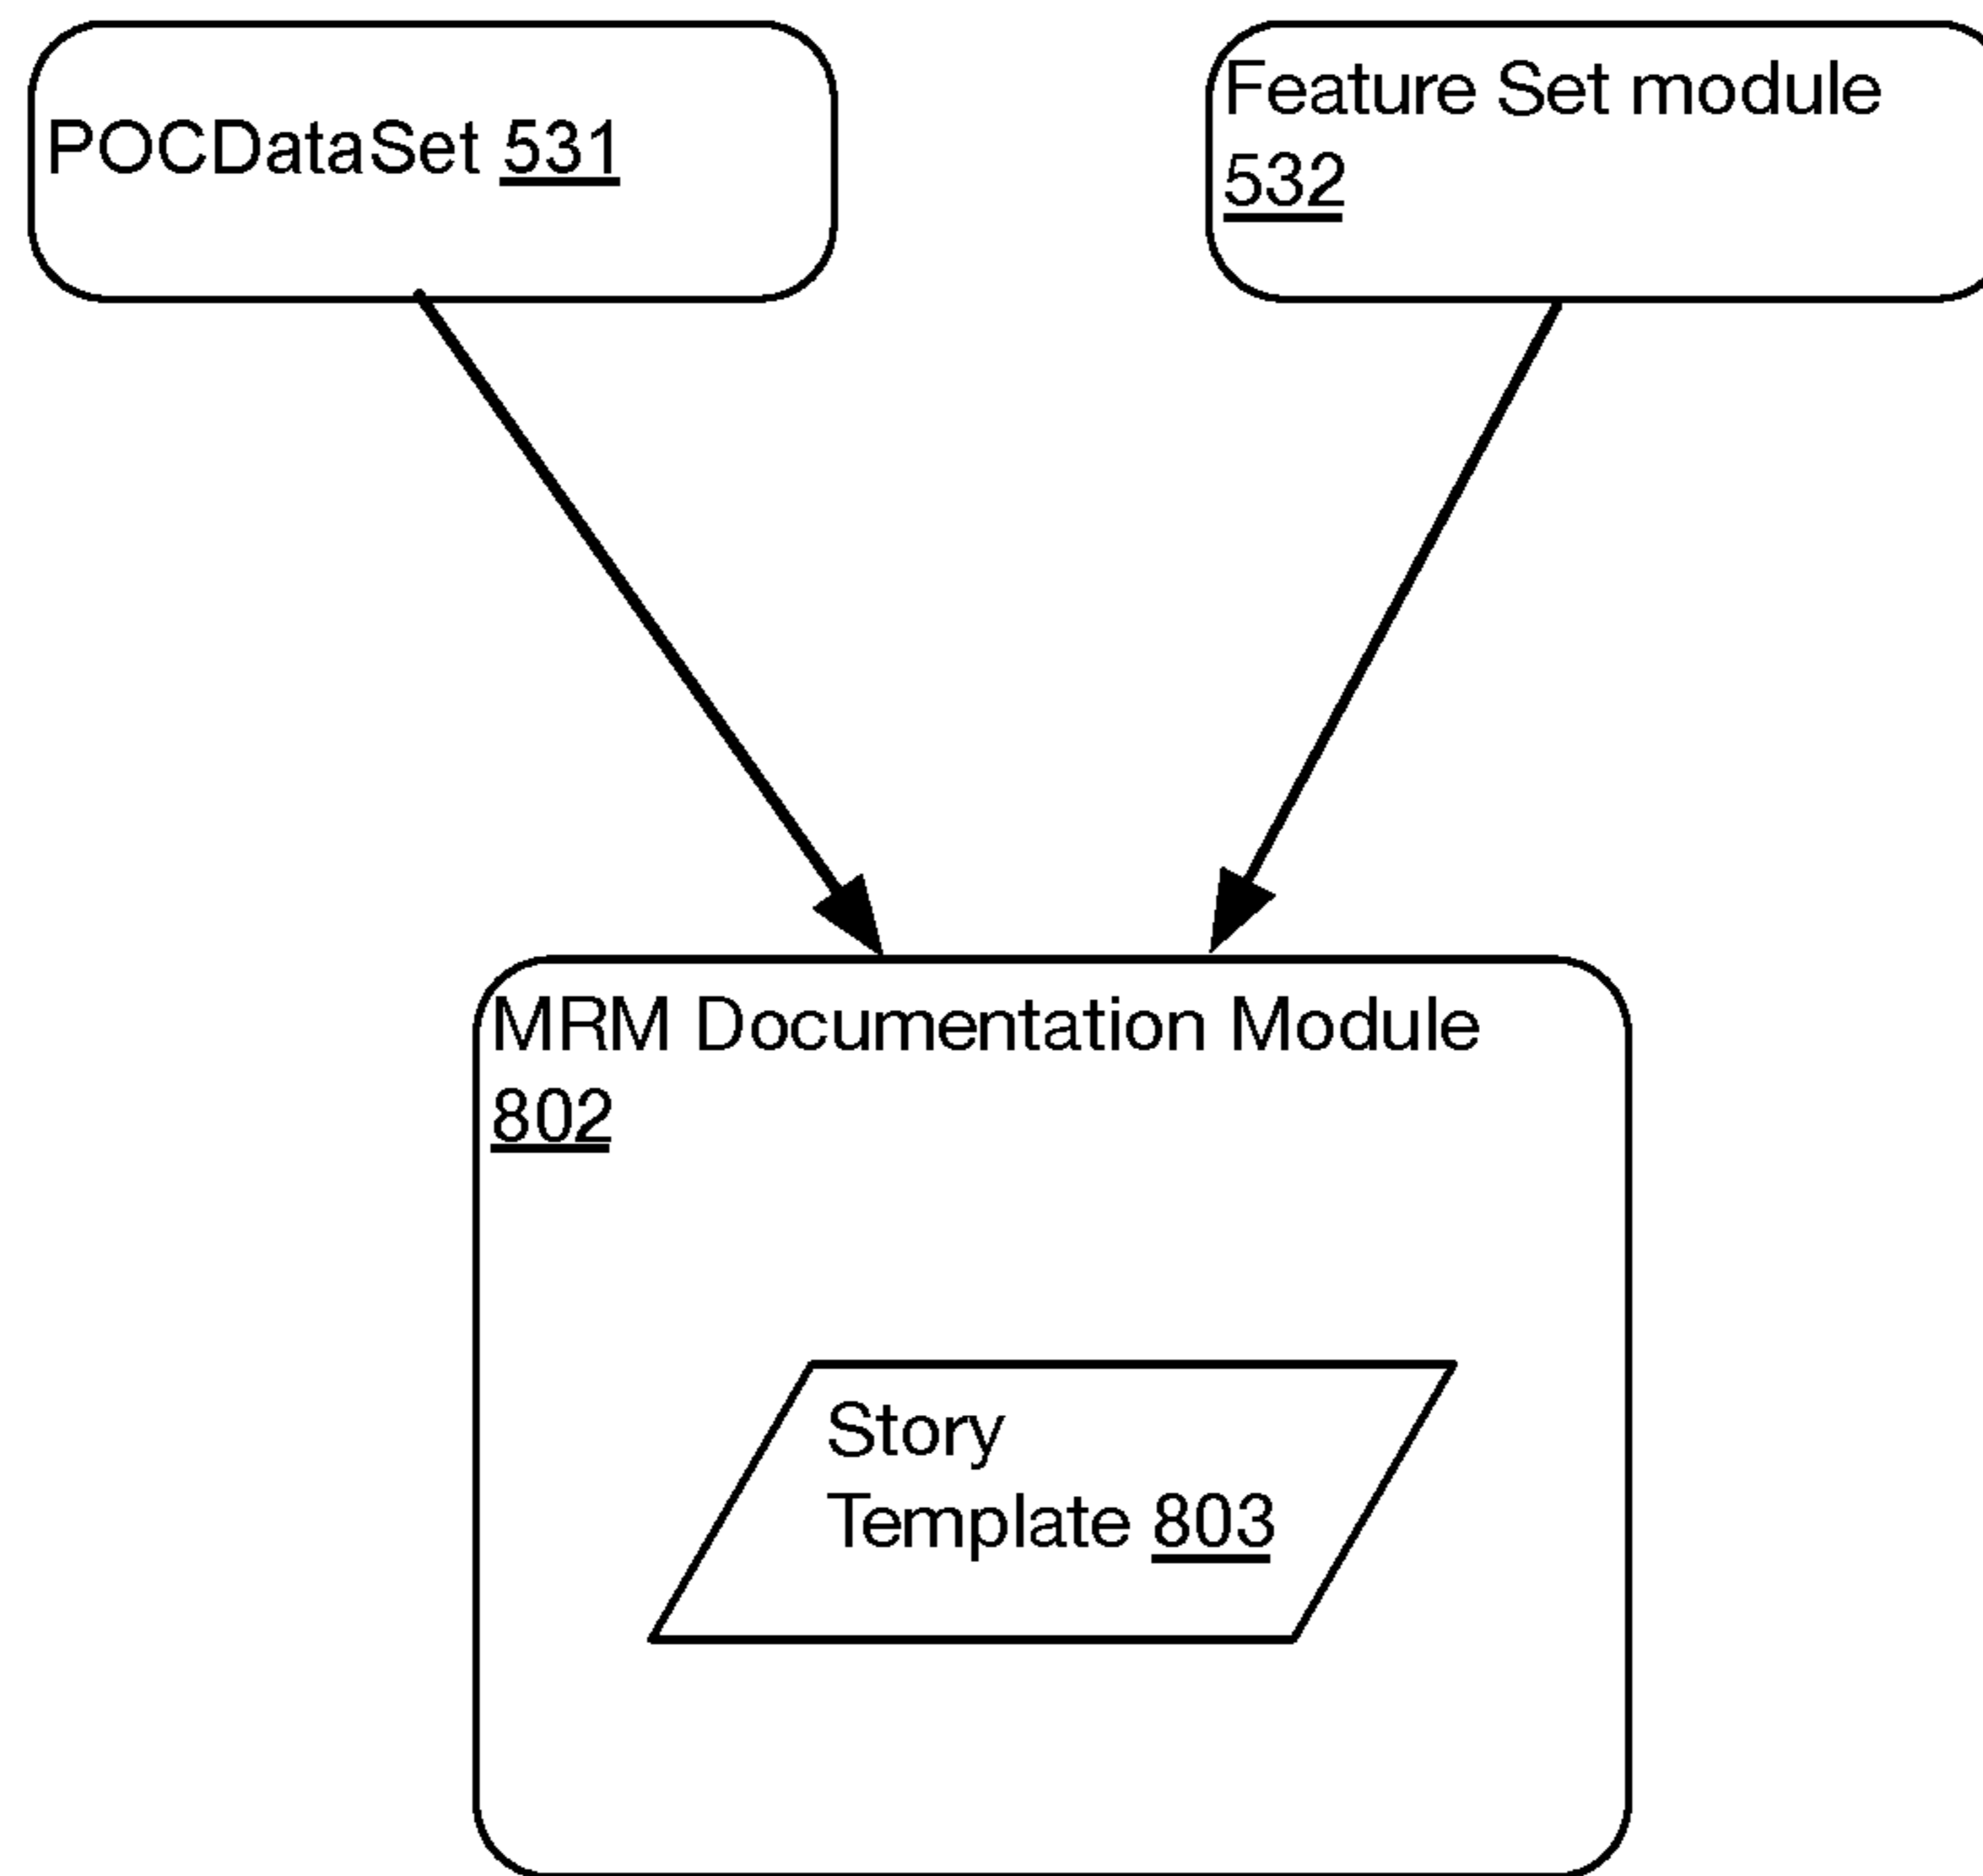 POCDataSet 531
Feature Set module
532
MRM Documentation Module
802
Story
Template 803